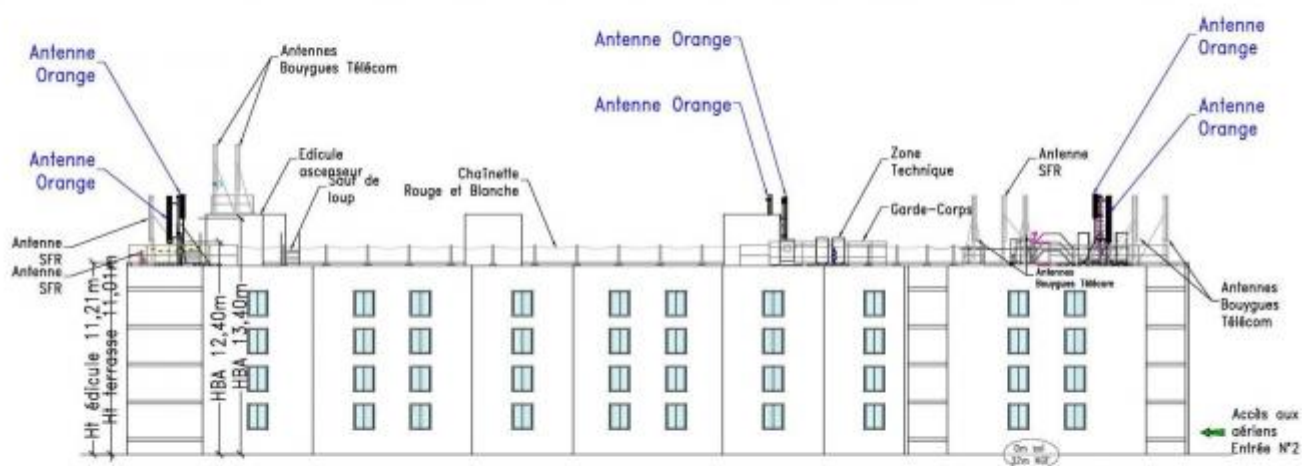 Antenne
Orange
Antennes
Bouygues Télécom
Antenne Orange
Antenne
Orange
Antenne Orange
Antenne
Orange
Antenne
Orange
Edicule
ascenseur
Saut de
loup
Chaînette
Rouge et Blanche
Zone
Technique
Antenne
SFR
Garde-Corps
Antenne
SFR
Antenne
SFR
Antennes
Bouygues Télécom
Antennes
Bouygues
Télécom
Ht édicule 11,21m
Ht terrasse 11,01m
HBA 12,40m
HBA 13,40m
Accès aux
aériens
Entrée N°2
0m sol